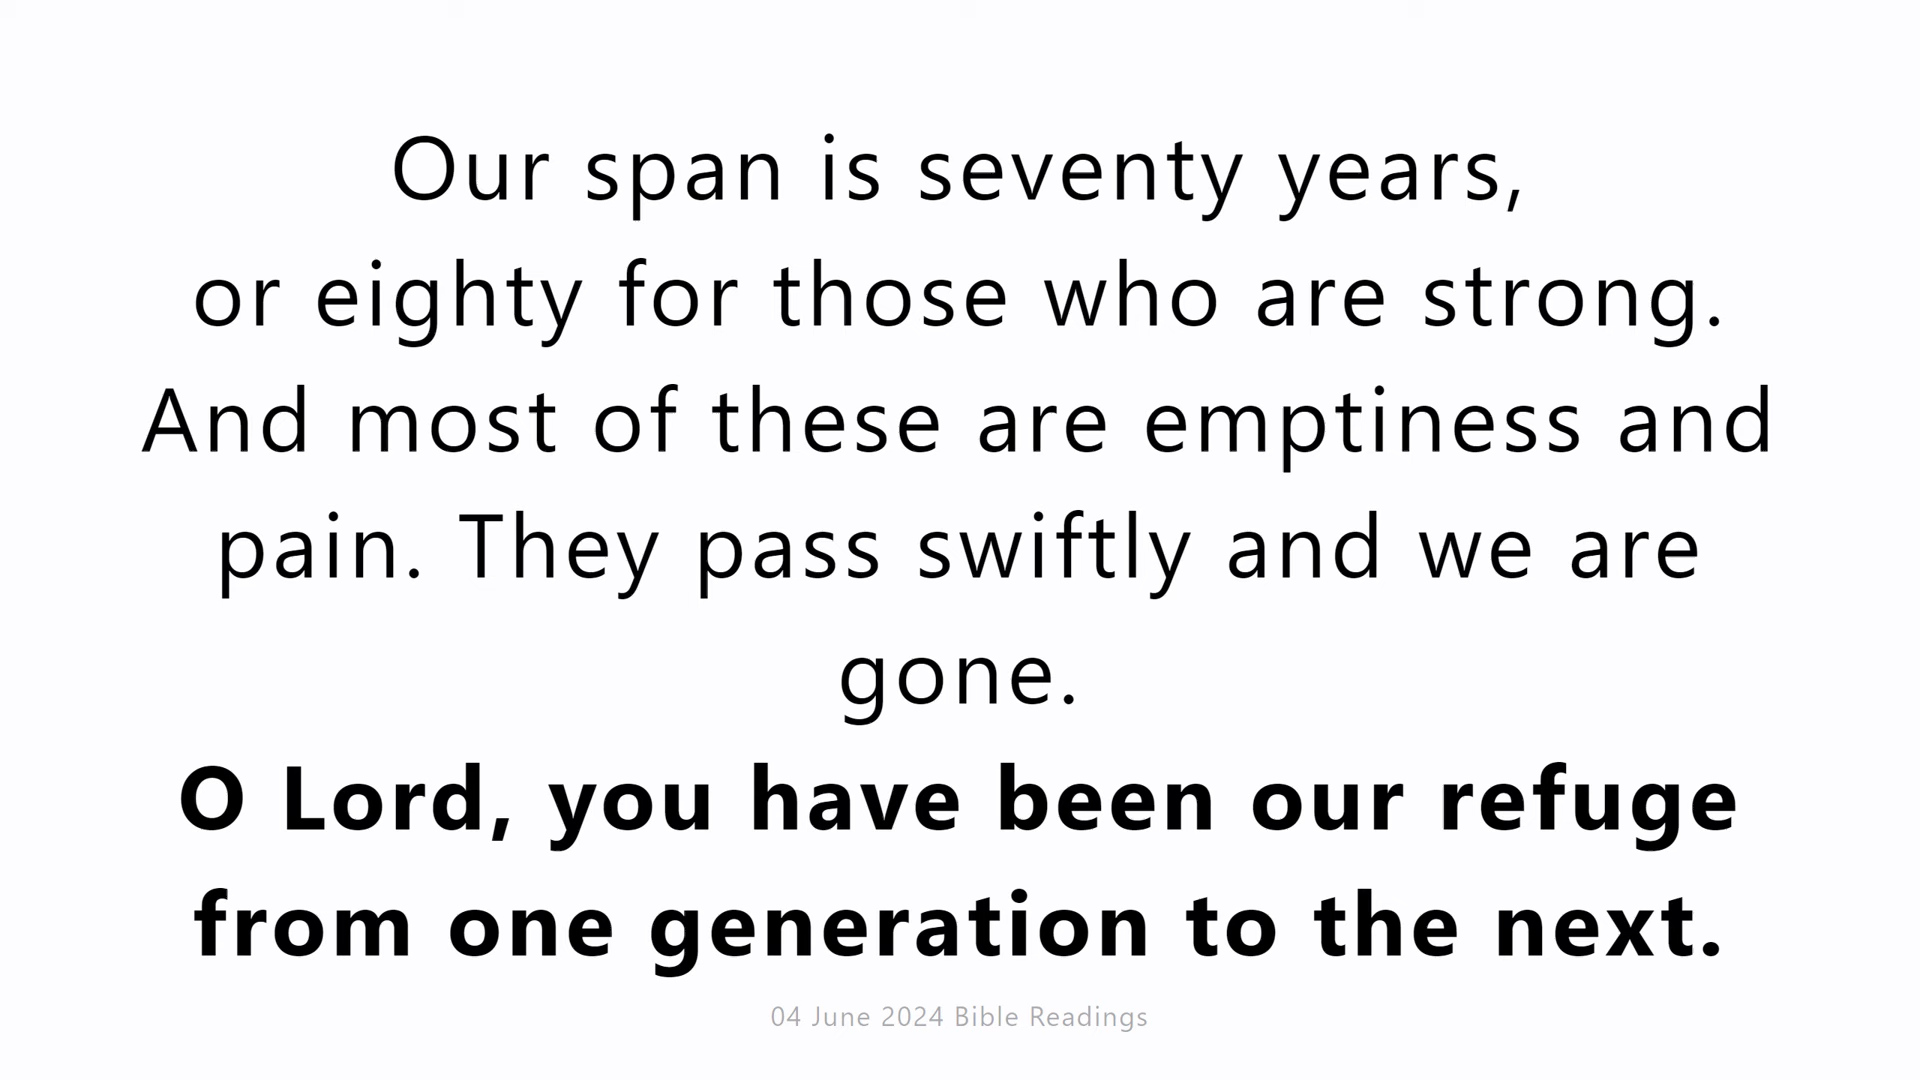 Our span is seventy years,
or eighty for those who are strong.
And most of these are emptiness and
pain. They pass swiftly and we are
gone.
O Lord, you have been our refuge
from one generation to the next.
04 June 2024 Bible Readings